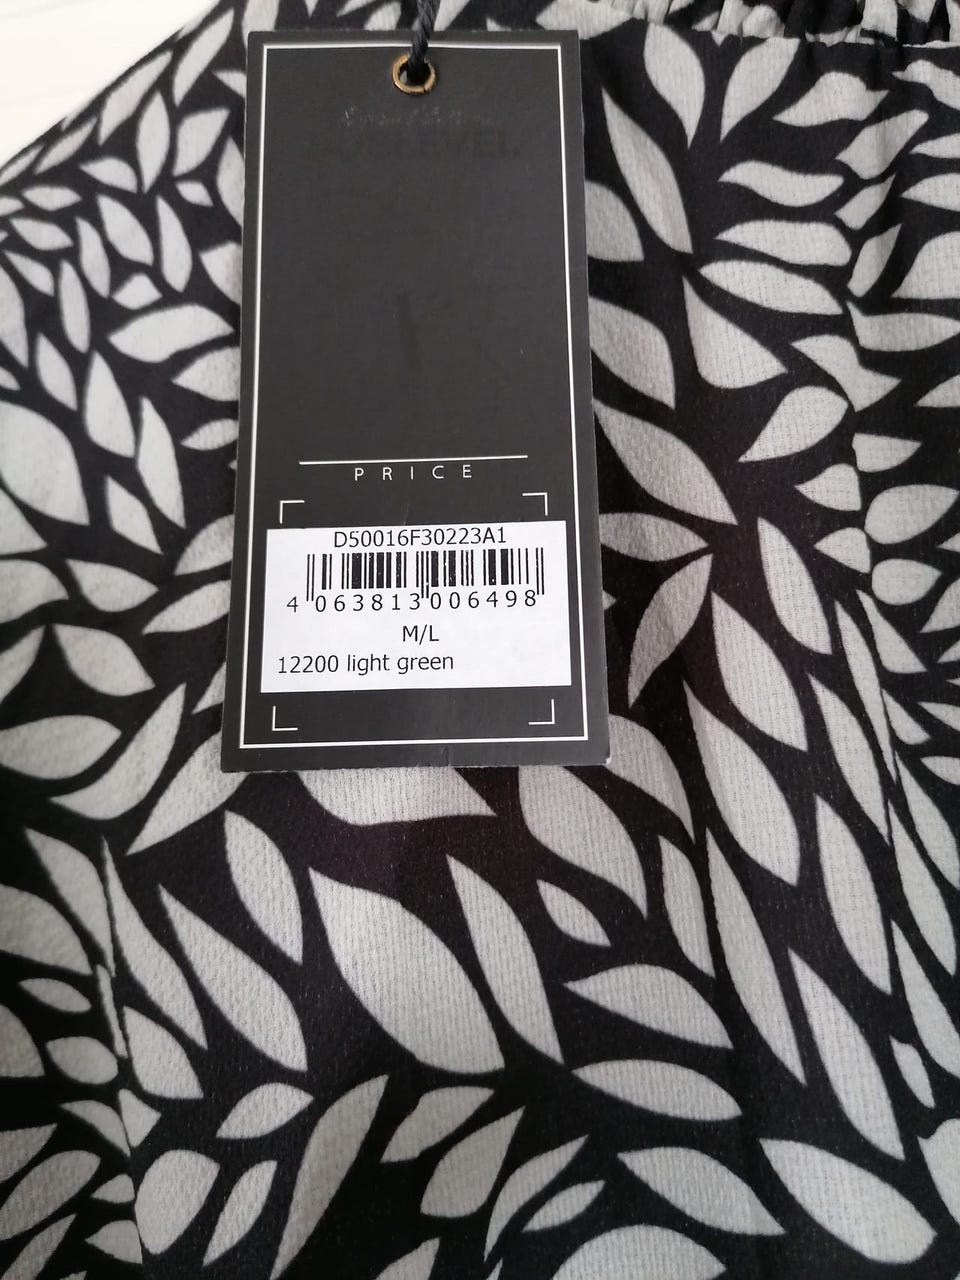 PRICE
D50016F30223A1
4 063813 006498
M/L
12200 light green